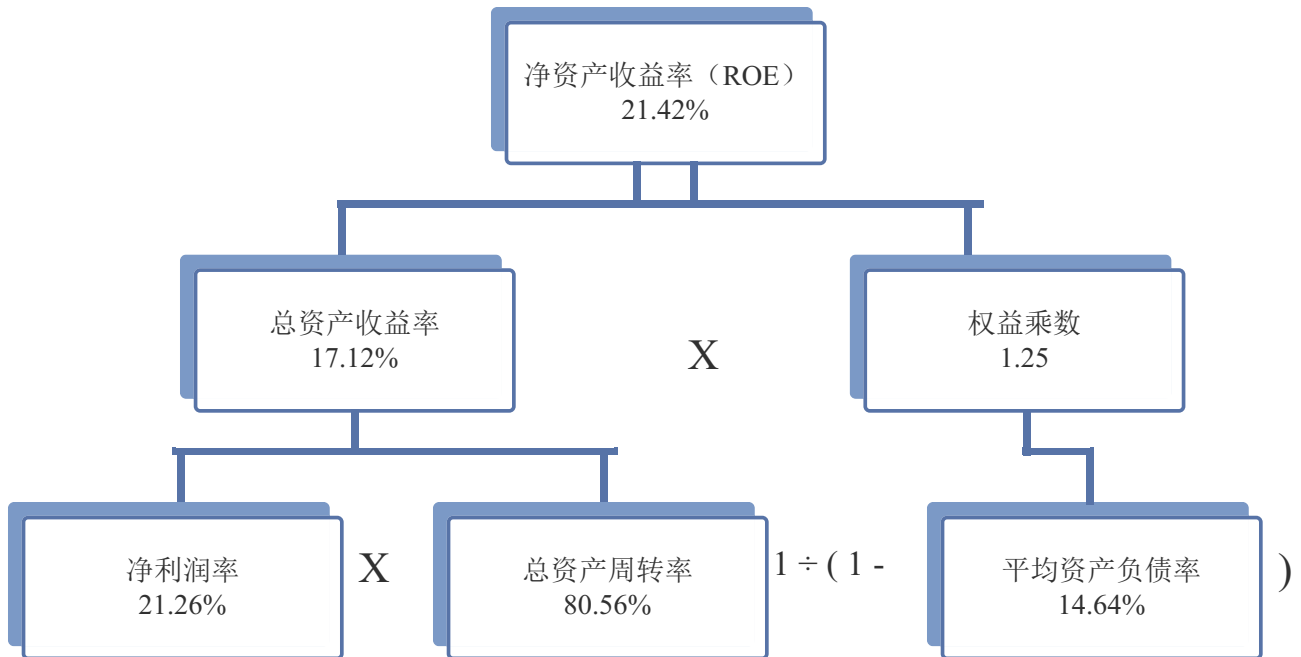 净资产收益率（ROE）
21.42%
总资产收益率
17.12%
X
权益乘数
1.25
净利润率
21.26%
X
总资产周转率
80.56%
1 ÷ ( 1 -
平均资产负债率
14.64%
)